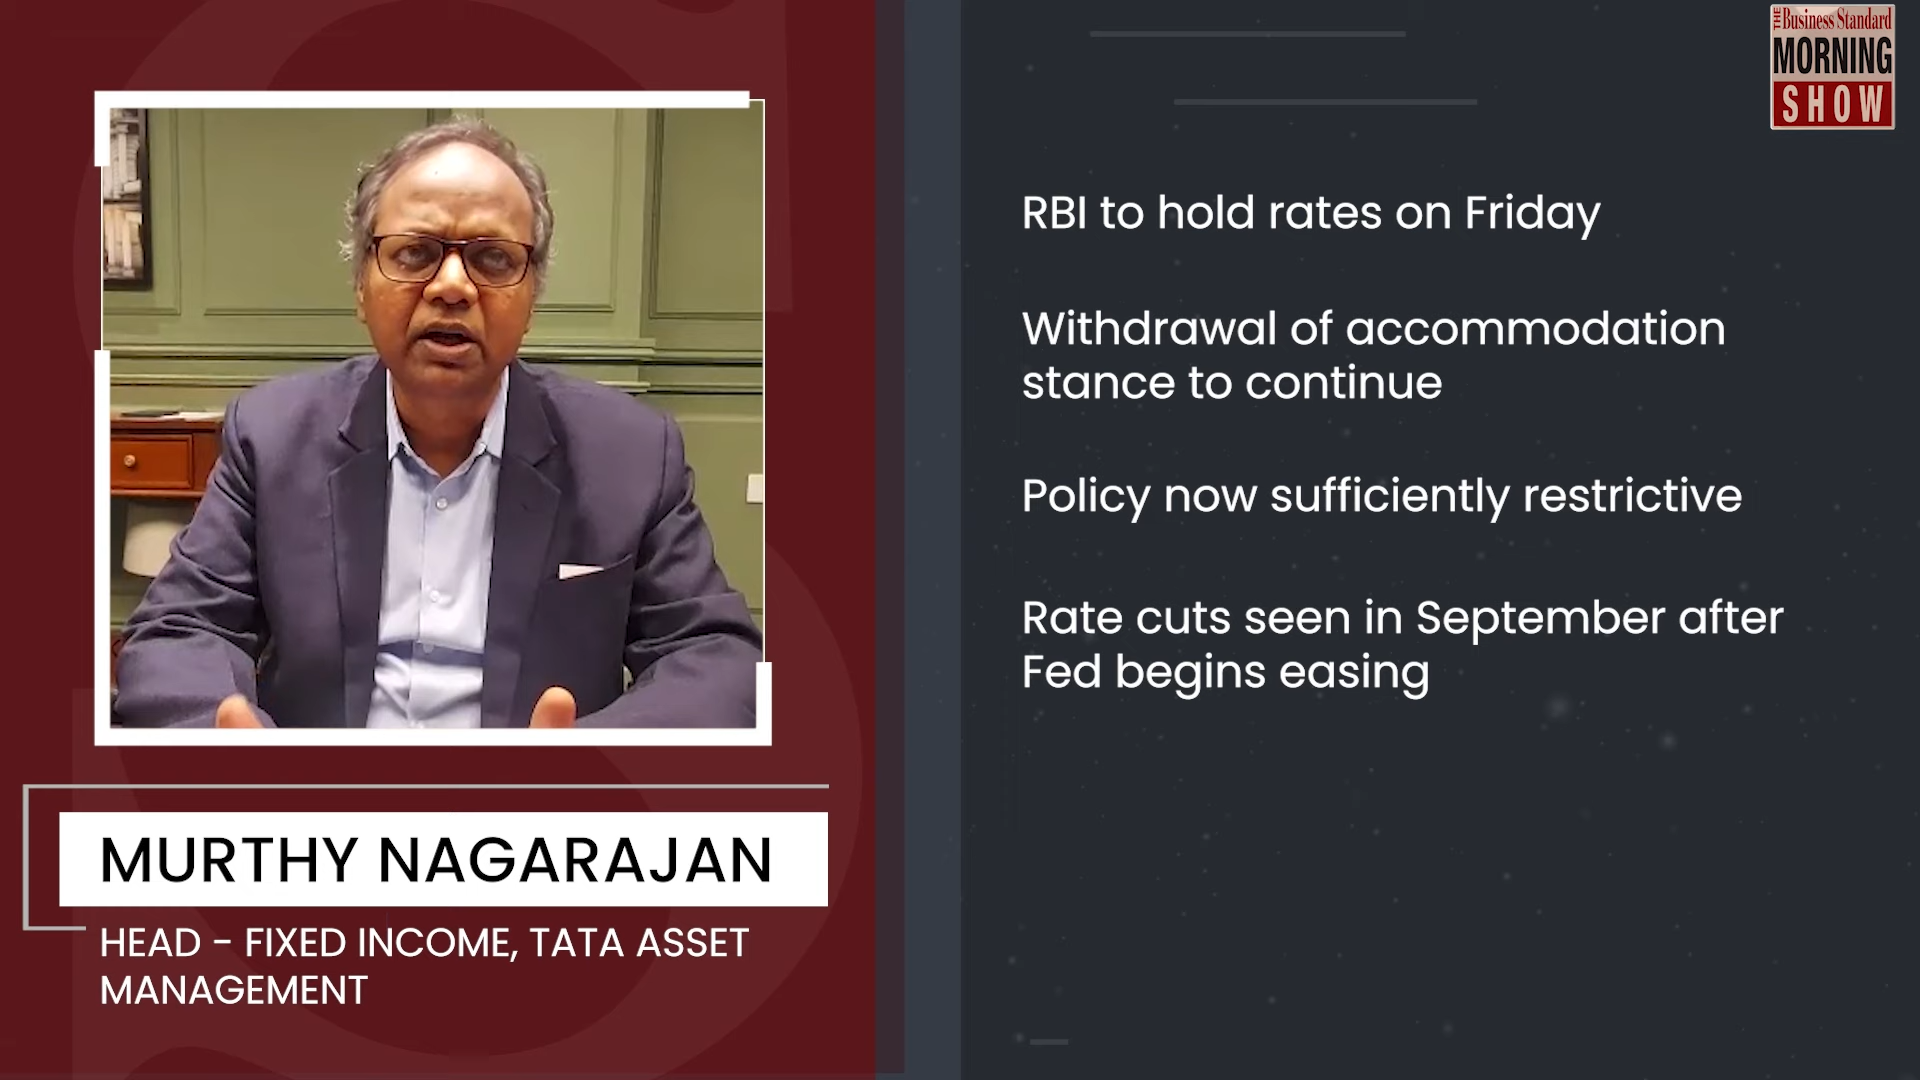 THE Business Standard
MORNING
SHOW
RBI to hold rates on Friday
Withdrawal of accommodation
stance to continue
Policy now sufficiently restrictive
Rate cuts seen in September after
Fed begins easing
MURTHY NAGARAJAN
HEAD - FIXED INCOME, TATA ASSET
MANAGEMENT